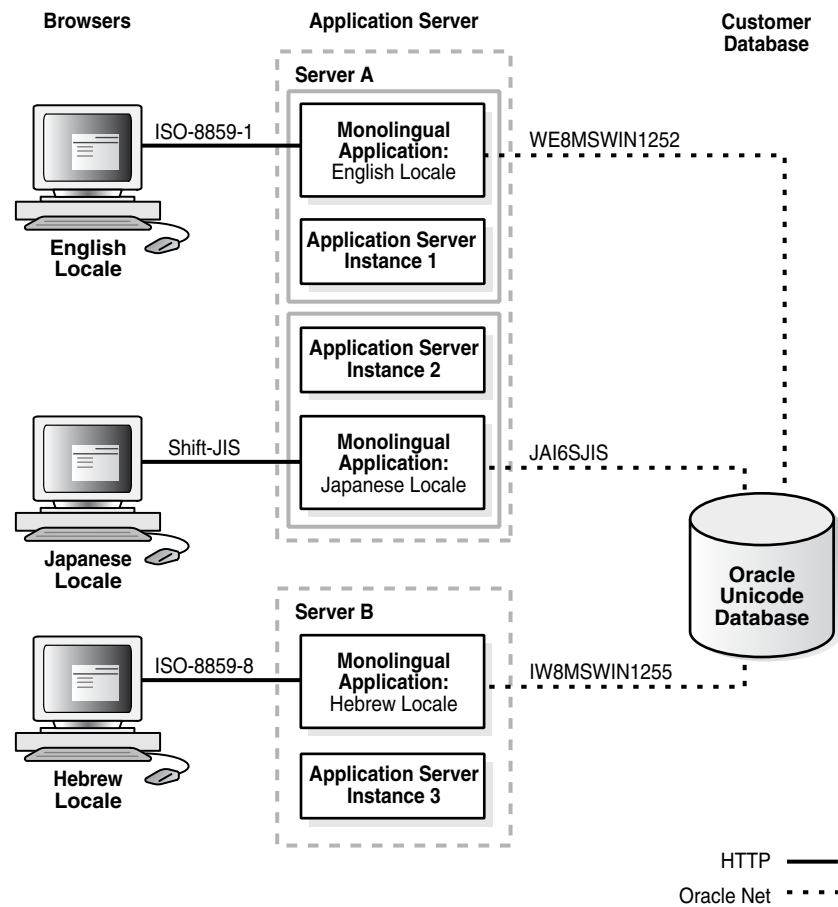 Browsers
Application Server
Customer
Database
Server A
ISO-8859-1
Monolingual
Application:
English Locale
WE8MSWIN1252
English
Locale
Application Server
Instance 1
Application Server
Instance 2
Shift-JIS
Monolingual
Application:
Japanese Locale
JAI6SJIS
Japanese
Locale
Oracle
Unicode
Database
Server B
ISO-8859-8
Monolingual
Application:
Hebrew Locale
IW8MSWIN1255
Hebrew
Locale
Application Server
Instance 3
HTTP
Oracle Net